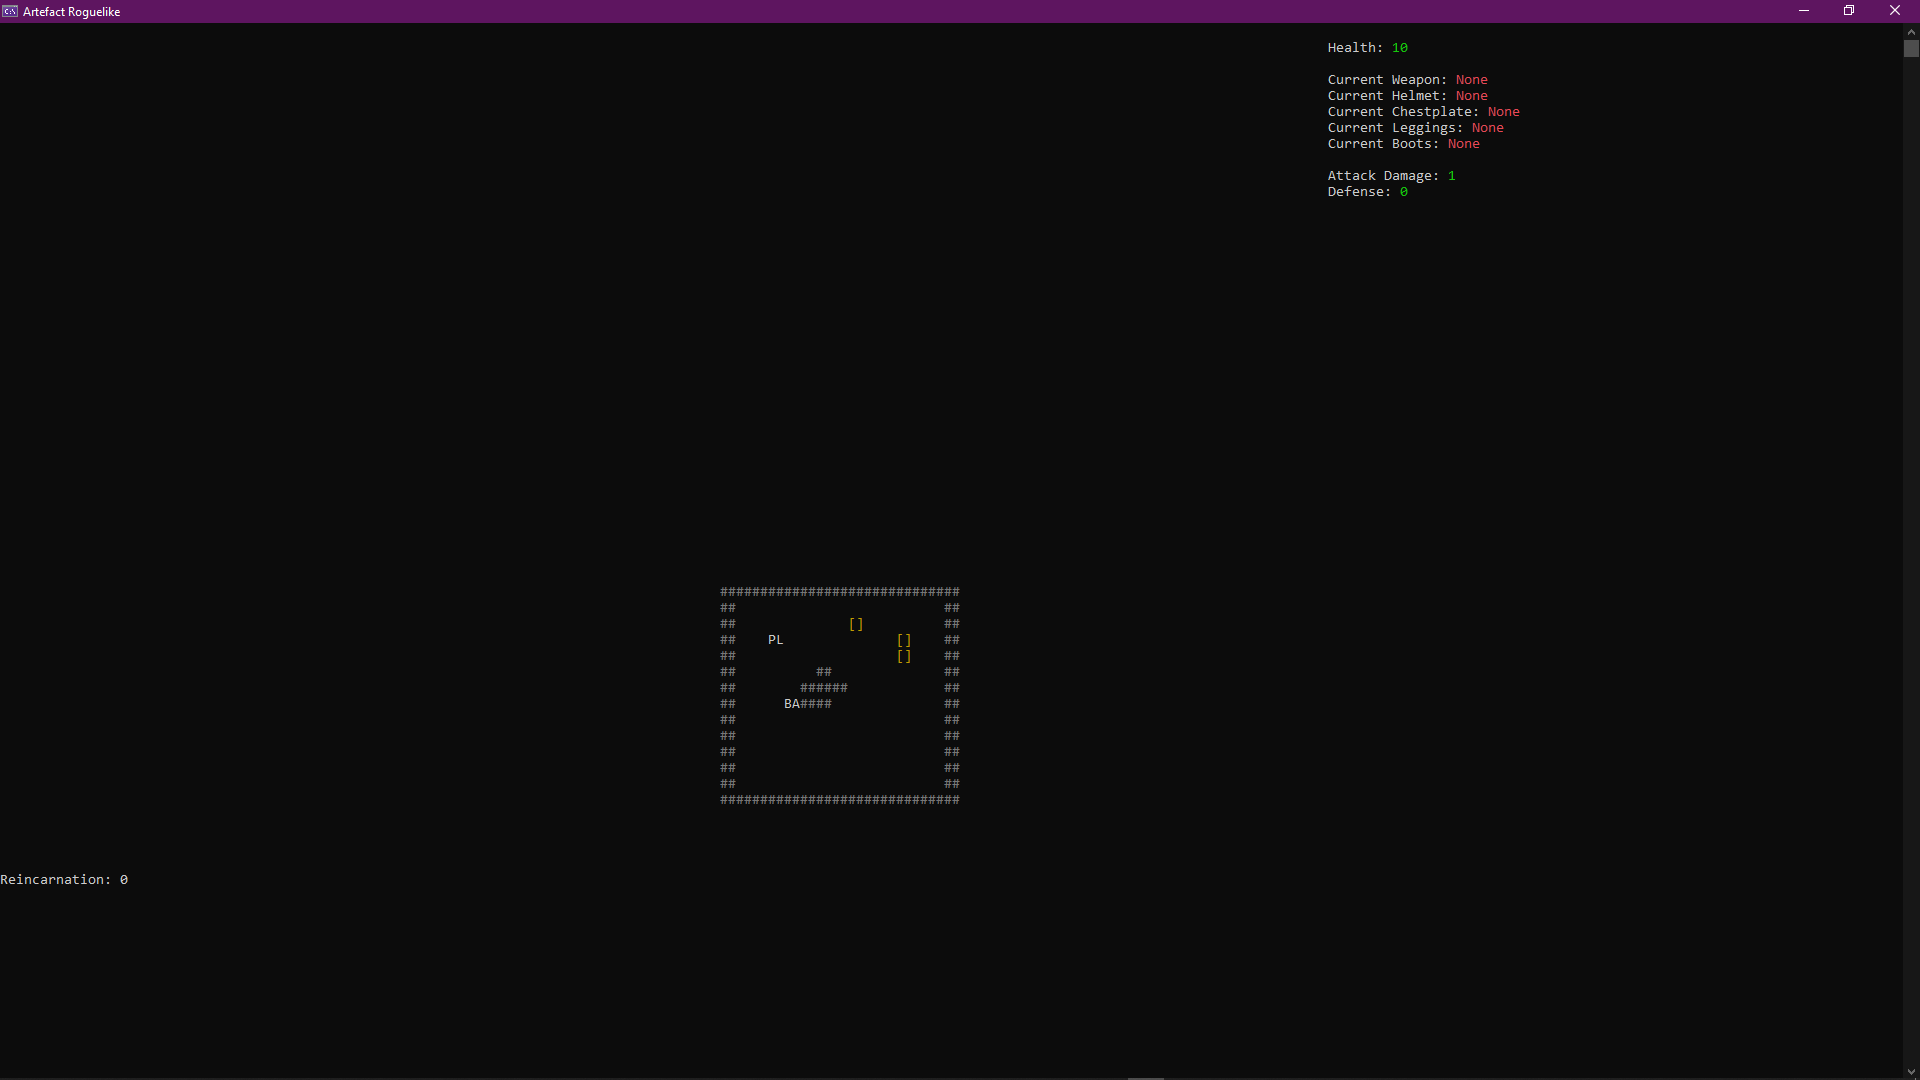 Artefact Roguelike
Health: 10
Current Weapon: None
Current Helmet: None
Current Chestplate: None
Current Leggings: None
Current Boots: None
Attack Damage: 1
Defense: 0
##############################
## ##
## [] ##
## PL [] ##
## [] ##
## ## ##
## ###### ##
## BA#### ##
## ##
## ##
## ##
## ##
## ##
##############################
Reincarnation: 0